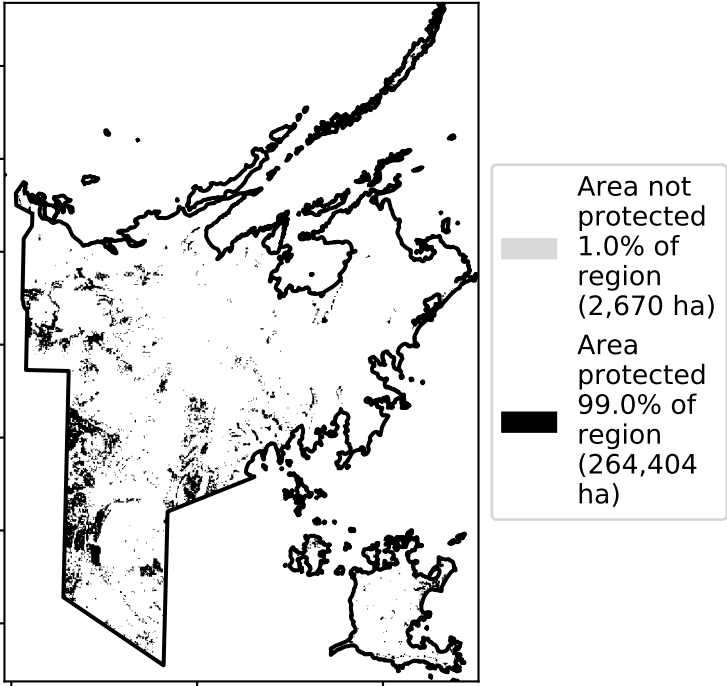 Area not
protected
1.0% of
region
(2,670 ha)
Area
protected
99.0% of
region
(264,404
ha)